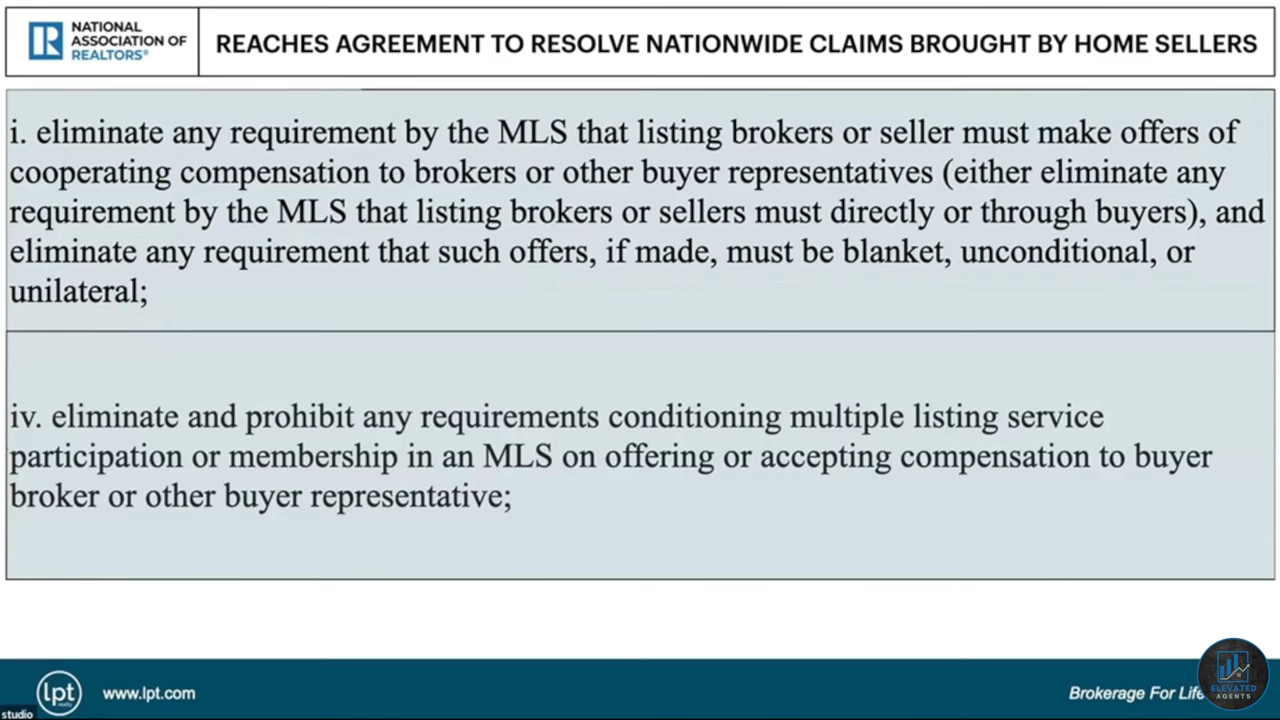 NATIONAL
ASSOCIATION OF
REALTORS®
REACHES AGREEMENT TO RESOLVE NATIONWIDE CLAIMS BROUGHT BY HOME SELLERS
i. eliminate any requirement by the MLS that listing brokers or seller must make offers of
cooperating compensation to brokers or other buyer representatives (either eliminate any
requirement by the MLS that listing brokers or sellers must directly or through buyers), and
eliminate any requirement that such offers, if made, must be blanket, unconditional, or
unilateral;
iv. eliminate and prohibit any requirements conditioning multiple listing service
participation or membership in an MLS on offering or accepting compensation to buyer
broker or other buyer representative;
lpt
realty
www.lpt.com
Brokerage For Life
ELEVATED
AGENTS
studio